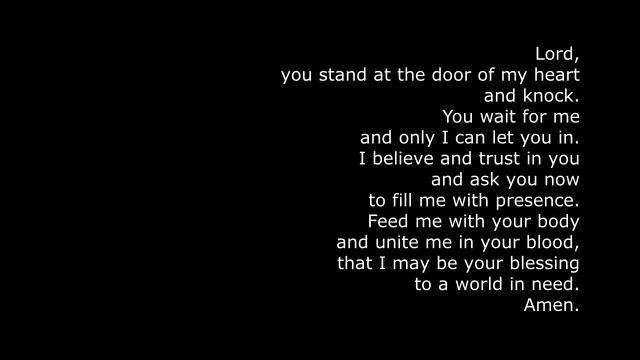 Lord,
you stand at the door of my heart
and knock.
You wait for me
and only I can let you in.
I believe and trust in you
and ask you now
to fill me with presence.
Feed me with your body
and unite me in your blood,
that I may be your blessing
to a world in need.
Amen.